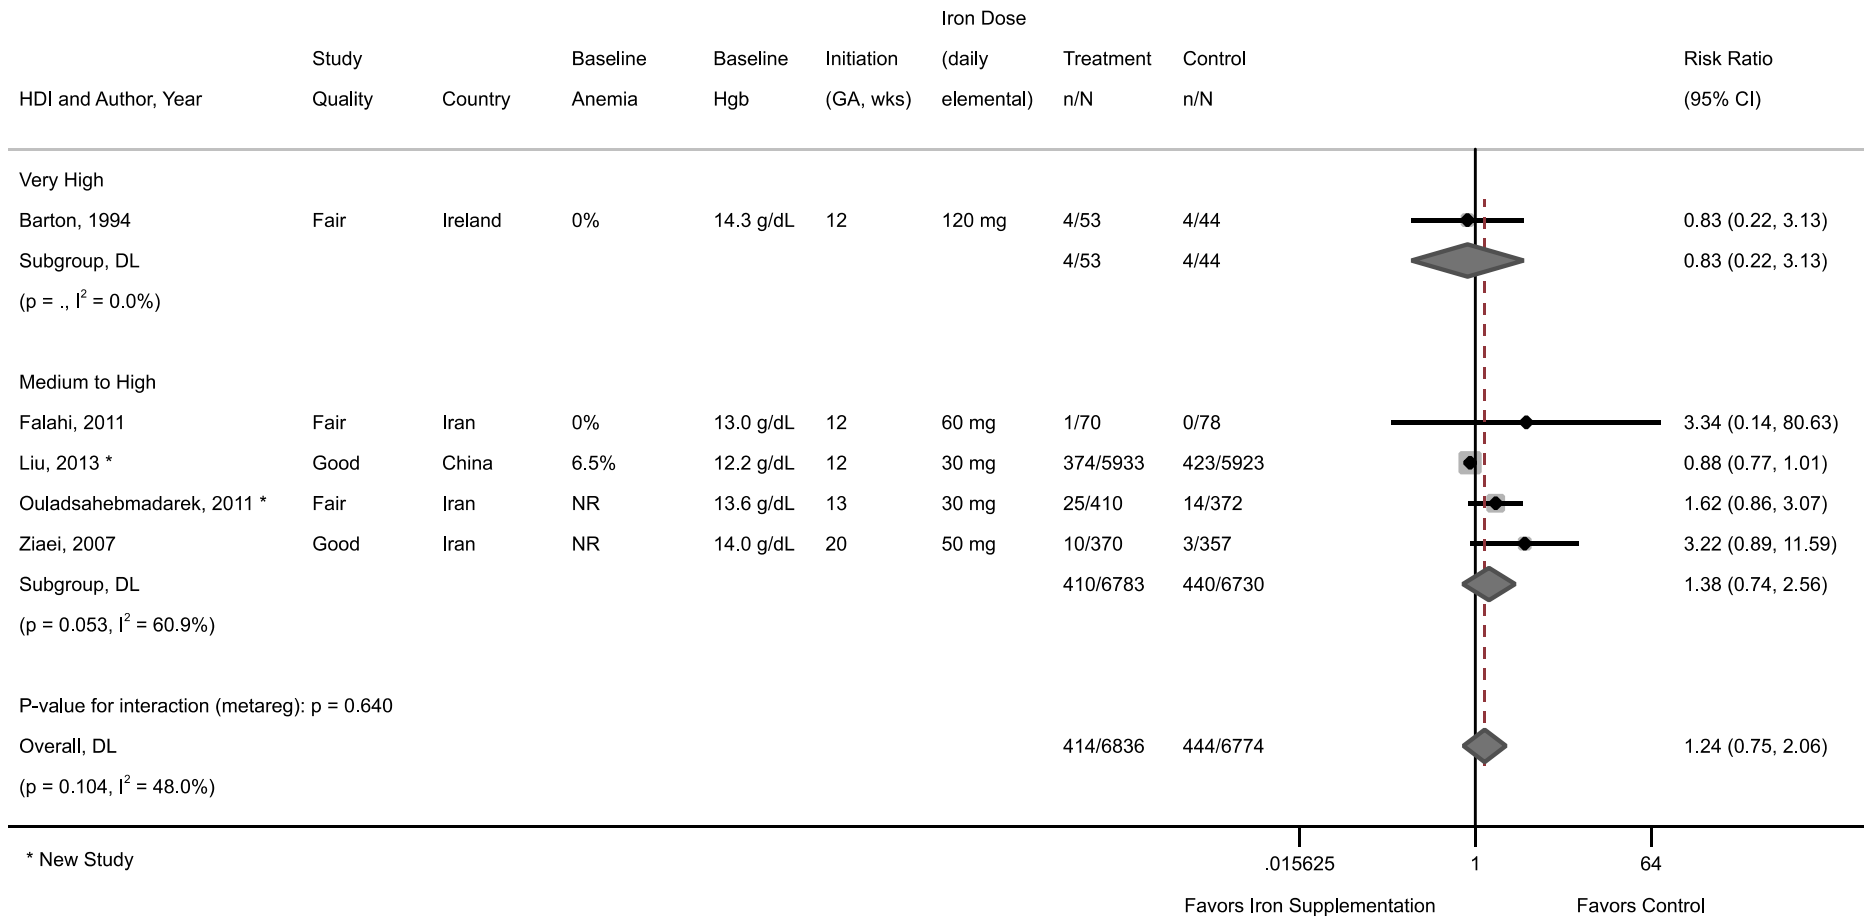 Iron Dose
Study Baseline Baseline Initiation (daily Treatment Control Risk Ratio
HDI and Author, Year Quality Country Anemia Hgb (GA, wks) elemental) n/N n/N (95% CI)
Very High
Barton, 1994 Fair Ireland 0% 14.3 g/dL 12 120 mg 4/53 4/44 0.83 (0.22, 3.13)
Subgroup, DL 4/53 4/44 0.83 (0.22, 3.13)
(p = ., I² = 0.0%)
Medium to High
Falahi, 2011 Fair Iran 0% 13.0 g/dL 12 60 mg 1/70 0/78 3.34 (0.14, 80.63)
Liu, 2013 * Good China 6.5% 12.2 g/dL 12 30 mg 374/5933 423/5923 0.88 (0.77, 1.01)
Ouladsahebmadarek, 2011 * Fair Iran NR 13.6 g/dL 13 30 mg 25/410 14/372 1.62 (0.86, 3.07)
Ziaei, 2007 Good Iran NR 14.0 g/dL 20 50 mg 10/370 3/357 3.22 (0.89, 11.59)
Subgroup, DL 410/6783 440/6730 1.38 (0.74, 2.56)
(p = 0.053, I² = 60.9%)
P-value for interaction (metareg): p = 0.640
Overall, DL 414/6836 444/6774 1.24 (0.75, 2.06)
(p = 0.104, I² = 48.0%)
* New Study .015625 1 64
Favors Iron Supplementation Favors Control